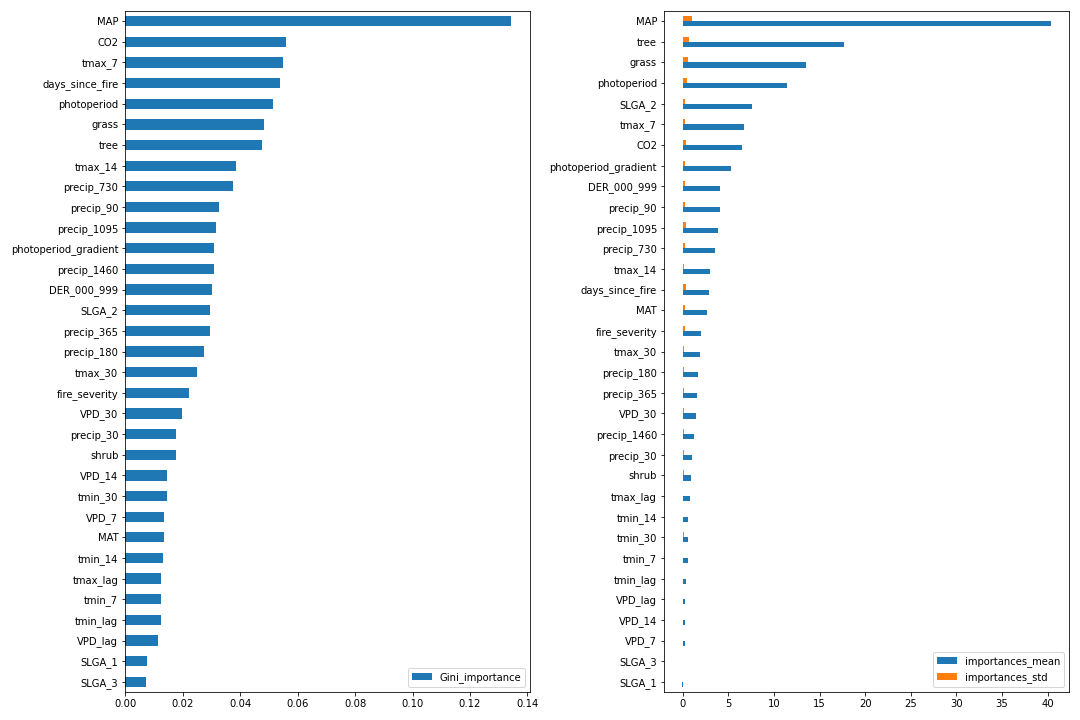 MAP
CO2
tmax_7
days_since_fire
photoperiod
grass
tree
tmax_14
precip_730
precip_90
precip_1095
photoperiod_gradient
precip_1460
DER_000_999
SLGA_2
precip_365
precip_180
tmax_30
fire_severity
VPD_30
precip_30
shrub
VPD_14
tmin_30
VPD_7
MAT
tmin_14
tmax_lag
tmin_7
tmin_lag
VPD_lag
SLGA_1
SLGA_3
0.00 0.02 0.04 0.06 0.08 0.10 0.12 0.14
Gini_importance
MAP
tree
grass
photoperiod
SLGA_2
tmax_7
CO2
photoperiod_gradient
DER_000_999
precip_90
precip_1095
precip_730
tmax_14
days_since_fire
MAT
fire_severity
tmax_30
precip_180
precip_365
VPD_30
precip_1460
precip_30
shrub
tmax_lag
tmin_14
tmin_30
tmin_7
tmin_lag
VPD_lag
VPD_14
VPD_7
SLGA_3
SLGA_1
0 5 10 15 20 25 30 35 40
importances_mean
importances_std